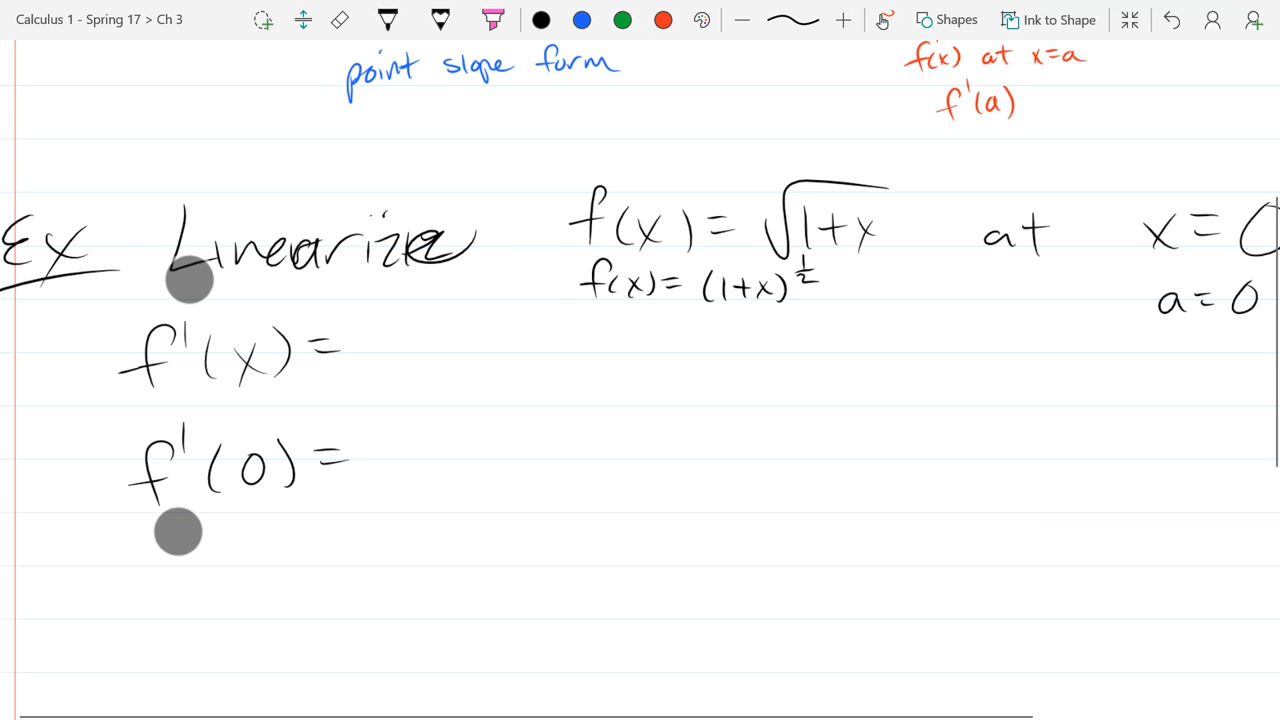 Calculus 1 - Spring 17 > Ch 3
Shapes
Ink to Shape
point slope form
f(x) at x=a
f'(a)
Ex Linearize f(x) = √1+x at x = 0
f(x) = (1+x)^½
a = 0
f'(x) =
f'(0) =